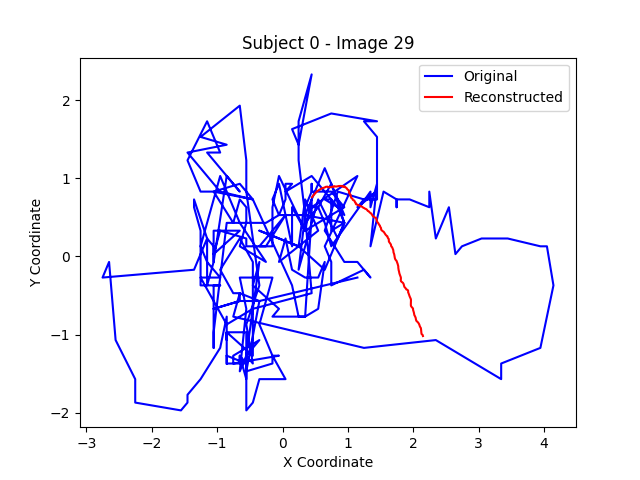 Subject 0 - Image 29
Original
Reconstructed
Y Coordinate
2
1
0
−1
−2
−3
−2
−1
0
1
2
3
4
X Coordinate